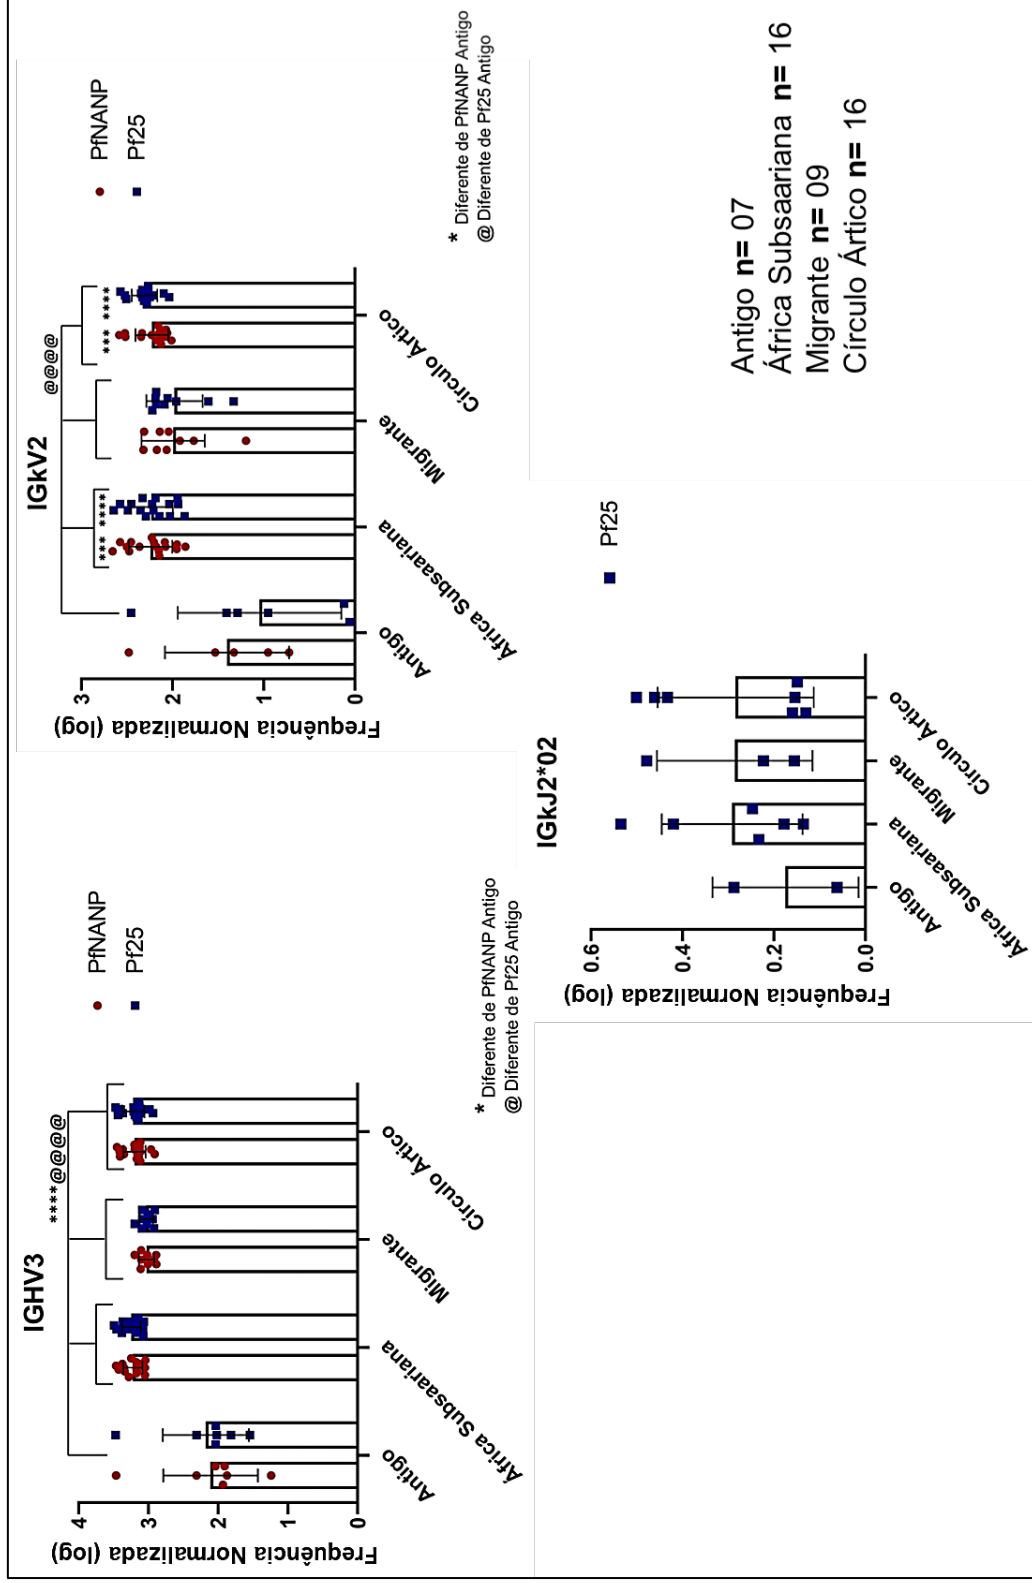 IGHV3
Frequência Normalizada (log)
4
3
2
1
0
****@@@@
Antigo
África Subsaariana
Migrante
Círculo Ártico
PfNANP
Pf25
* Diferente de PfNANP Antigo
@ Diferente de Pf25 Antigo
IGkV2
Frequência Normalizada (log)
3
2
1
0
@@@@
*** ****
*** ****
Antigo
África Subsaariana
Migrante
Círculo Ártico
PfNANP
Pf25
* Diferente de PfNANP Antigo
@ Diferente de Pf25 Antigo
IGkJ2*02
Frequência Normalizada (log)
0.6
0.4
0.2
0.0
Antigo
África Subsaariana
Migrante
Círculo Ártico
Pf25
Antigo n= 07
África Subsaariana n= 16
Migrante n= 09
Círculo Ártico n= 16